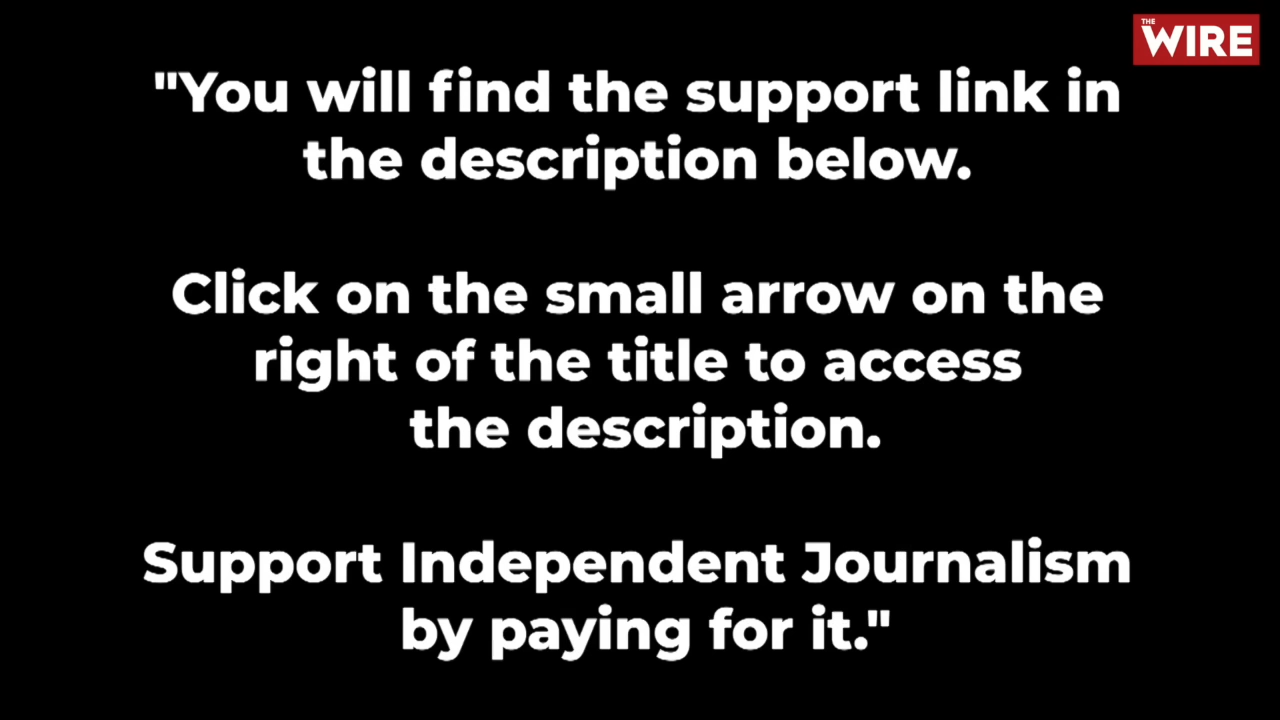 THE
WIRE
"You will find the support link in
the description below.
Click on the small arrow on the
right of the title to access
the description.
Support Independent Journalism
by paying for it."